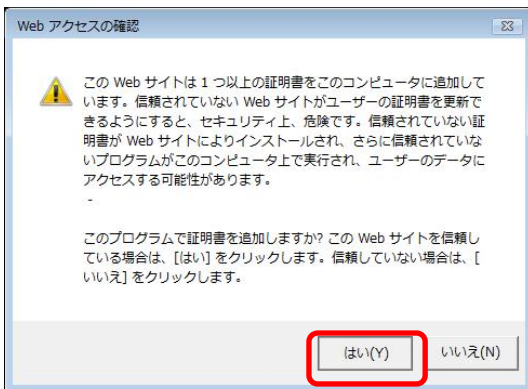 Web アクセスの確認
この Web サイトは 1 つ以上の証明書をこのコンピュータに追加して
います。信頼されていない Web サイトがユーザーの証明書を更新で
きるようにすると、セキュリティ上、危険です。信頼されていない証
明書が Web サイトによりインストールされ、さらに信頼されていな
いプログラムがこのコンピュータ上で実行され、ユーザーのデータに
アクセスする可能性があります。
-
このプログラムで証明書を追加しますか? この Web サイトを信頼し
ている場合は、[はい] をクリックします。信頼していない場合は、[
いいえ] をクリックします。
はい(Y) いいえ(N)